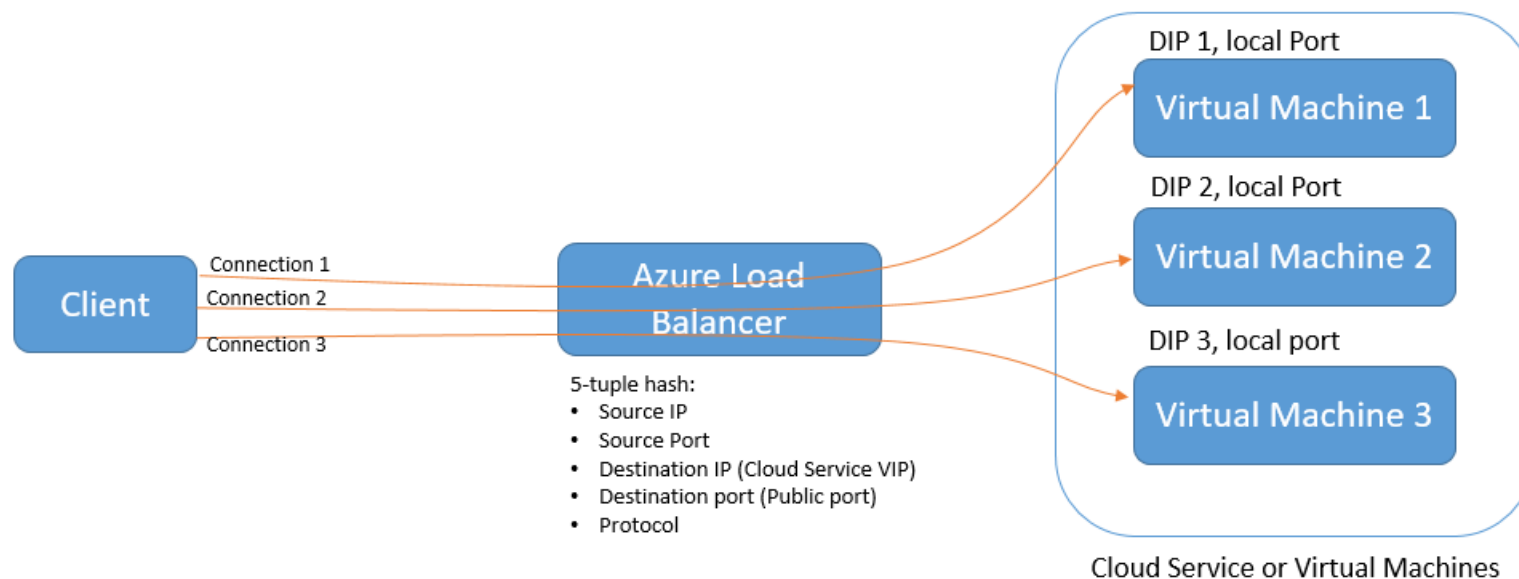 DIP 1, local Port
Virtual Machine 1
DIP 2, local Port
Virtual Machine 2
DIP 3, local port
Virtual Machine 3
Cloud Service or Virtual Machines
Client
Connection 1
Connection 2
Connection 3
Azure Load
Balancer
5-tuple hash:
• Source IP
• Source Port
• Destination IP (Cloud Service VIP)
• Destination port (Public port)
• Protocol